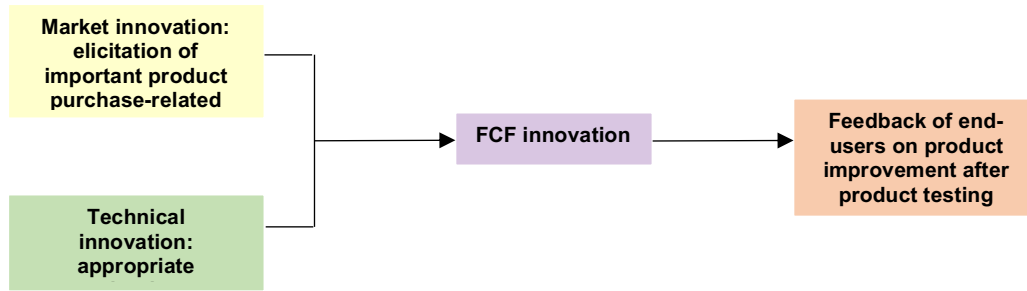 Market innovation:
elicitation of
important product
purchase-related
FCF innovation
Feedback of end-
users on product
improvement after
product testing
Technical
innovation:
appropriate